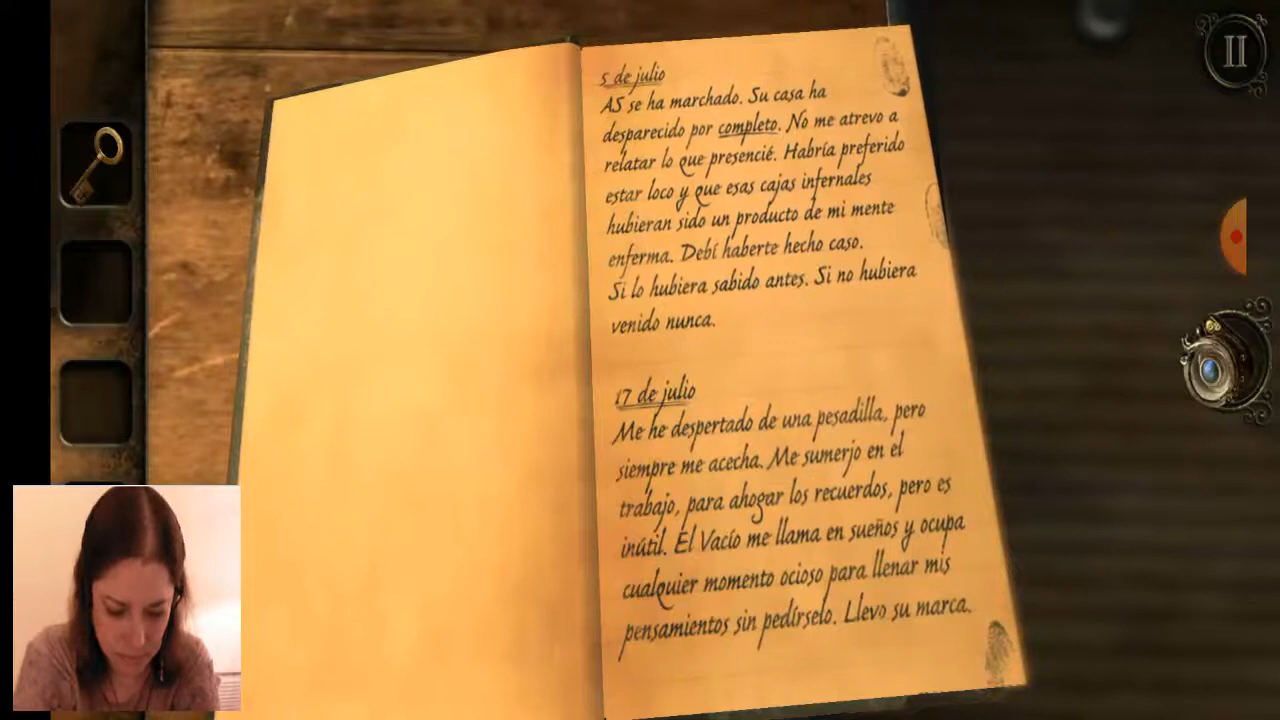 5 de julio
AS se ha marchado. Su casa ha
desparecido por completo. No me atrevo a
relatar lo que presencié. Habría preferido
estar loco y que esas cajas infernales
hubieran sido un producto de mi mente
enferma. Debí haberte hecho caso.
Si lo hubiera sabido antes. Si no hubiera
venido nunca.
17 de julio
Me he despertado de una pesadilla, pero
siempre me acecha. Me sumerjo en el
trabajo, para ahogar los recuerdos, pero es
inútil. El Vacío me llama en sueños y ocupa
cualquier momento ocioso para llenar mis
pensamientos sin pedírselo. Llevo su marca.